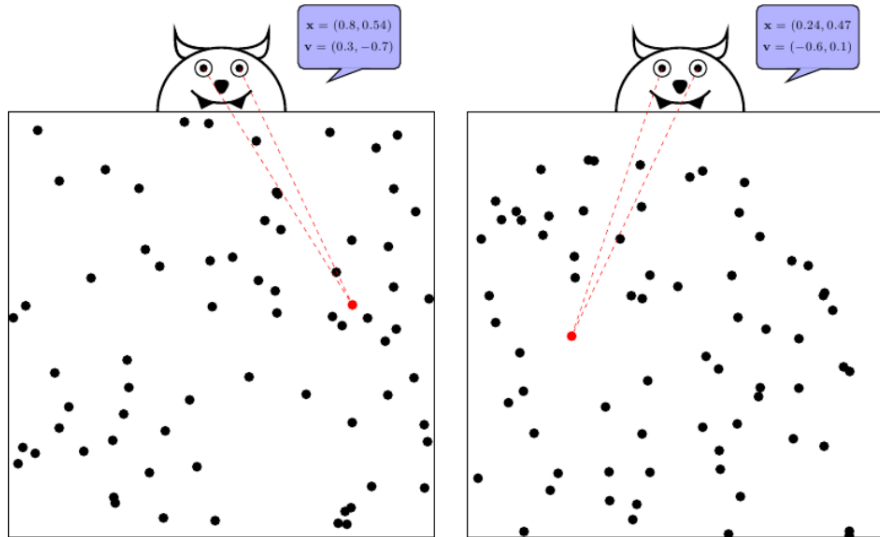 x = (0.8, 0.54)
v = (0.3, −0.7)
x = (0.24, 0.47
v = (−0.6, 0.1)